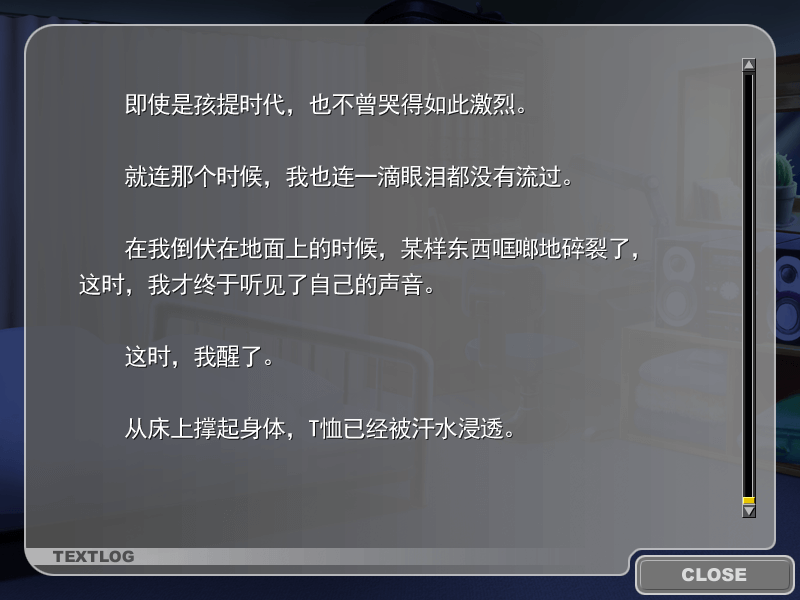 即使是孩提时代，也不曾哭得如此激烈。
就连那个时候，我也连一滴眼泪都没有流过。
在我倒伏在地面上的时候，某样东西哐啷地碎裂了，
这时，我才终于听见了自己的声音。
这时，我醒了。
从床上撑起身体，T恤已经被汗水浸透。
TEXTLOG
CLOSE